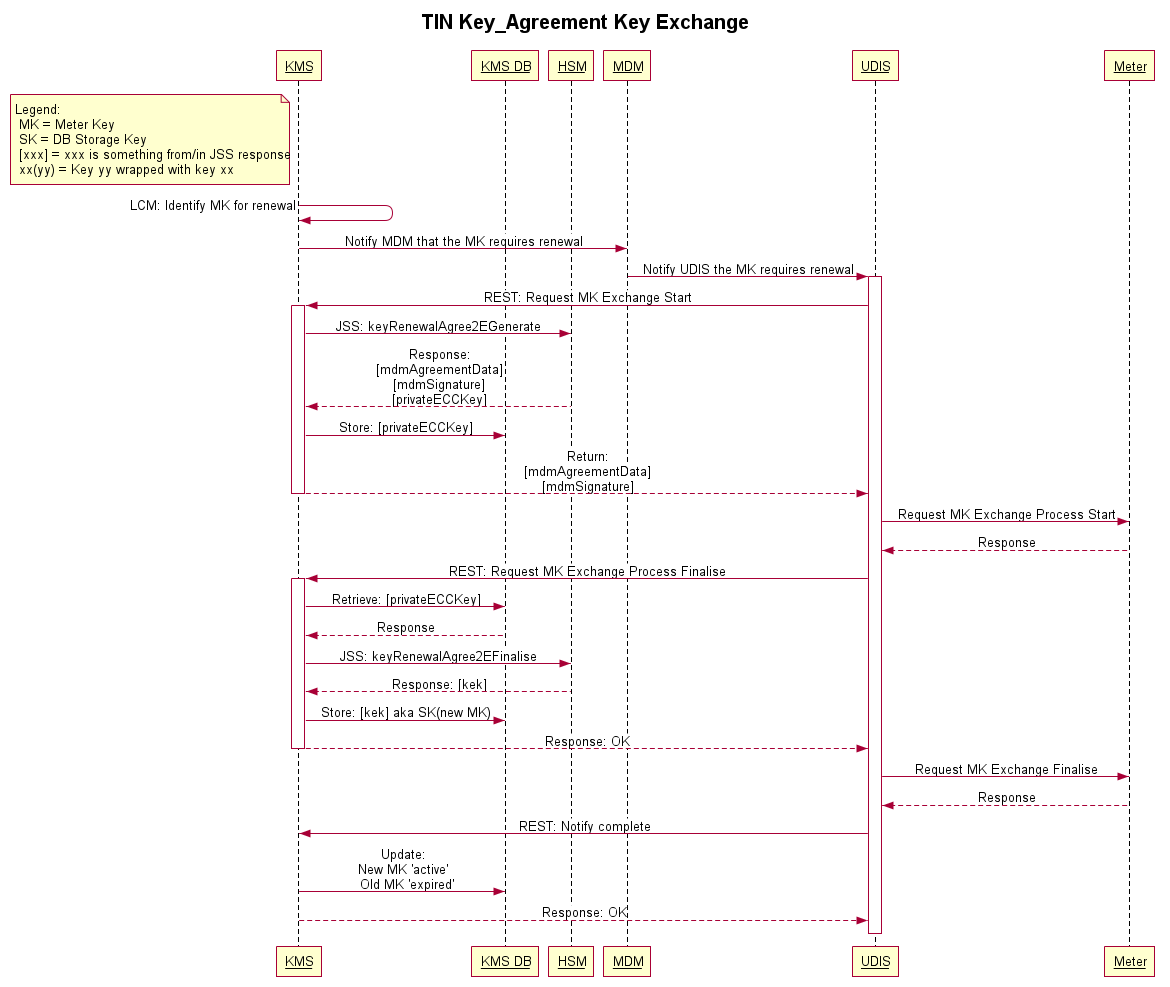 TIN Key_Agreement Key Exchange
KMS
KMS DB
HSM
MDM
UDIS
Meter
Legend:
MK = Meter Key
SK = DB Storage Key
[xxx] = xxx is something from/in JSS response
xx(yy) = Key yy wrapped with key xx
LCM: Identify MK for renewal
Notify MDM that the MK requires renewal
Notify UDIS the MK requires renewal
REST: Request MK Exchange Start
JSS: keyRenewalAgree2EGenerate
Response:
[mdmAgreementData]
[mdmSignature]
[privateECCKey]
Store: [privateECCKey]
Return:
[mdmAgreementData]
[mdmSignature]
Request MK Exchange Process Start
Response
REST: Request MK Exchange Process Finalise
Retrieve: [privateECCKey]
Response
JSS: keyRenewalAgree2EFinalise
Response: [kek]
Store: [kek] aka SK(new MK)
Response: OK
Request MK Exchange Finalise
Response
REST: Notify complete
Update:
New MK 'active'
Old MK 'expired'
Response: OK
KMS
KMS DB
HSM
MDM
UDIS
Meter